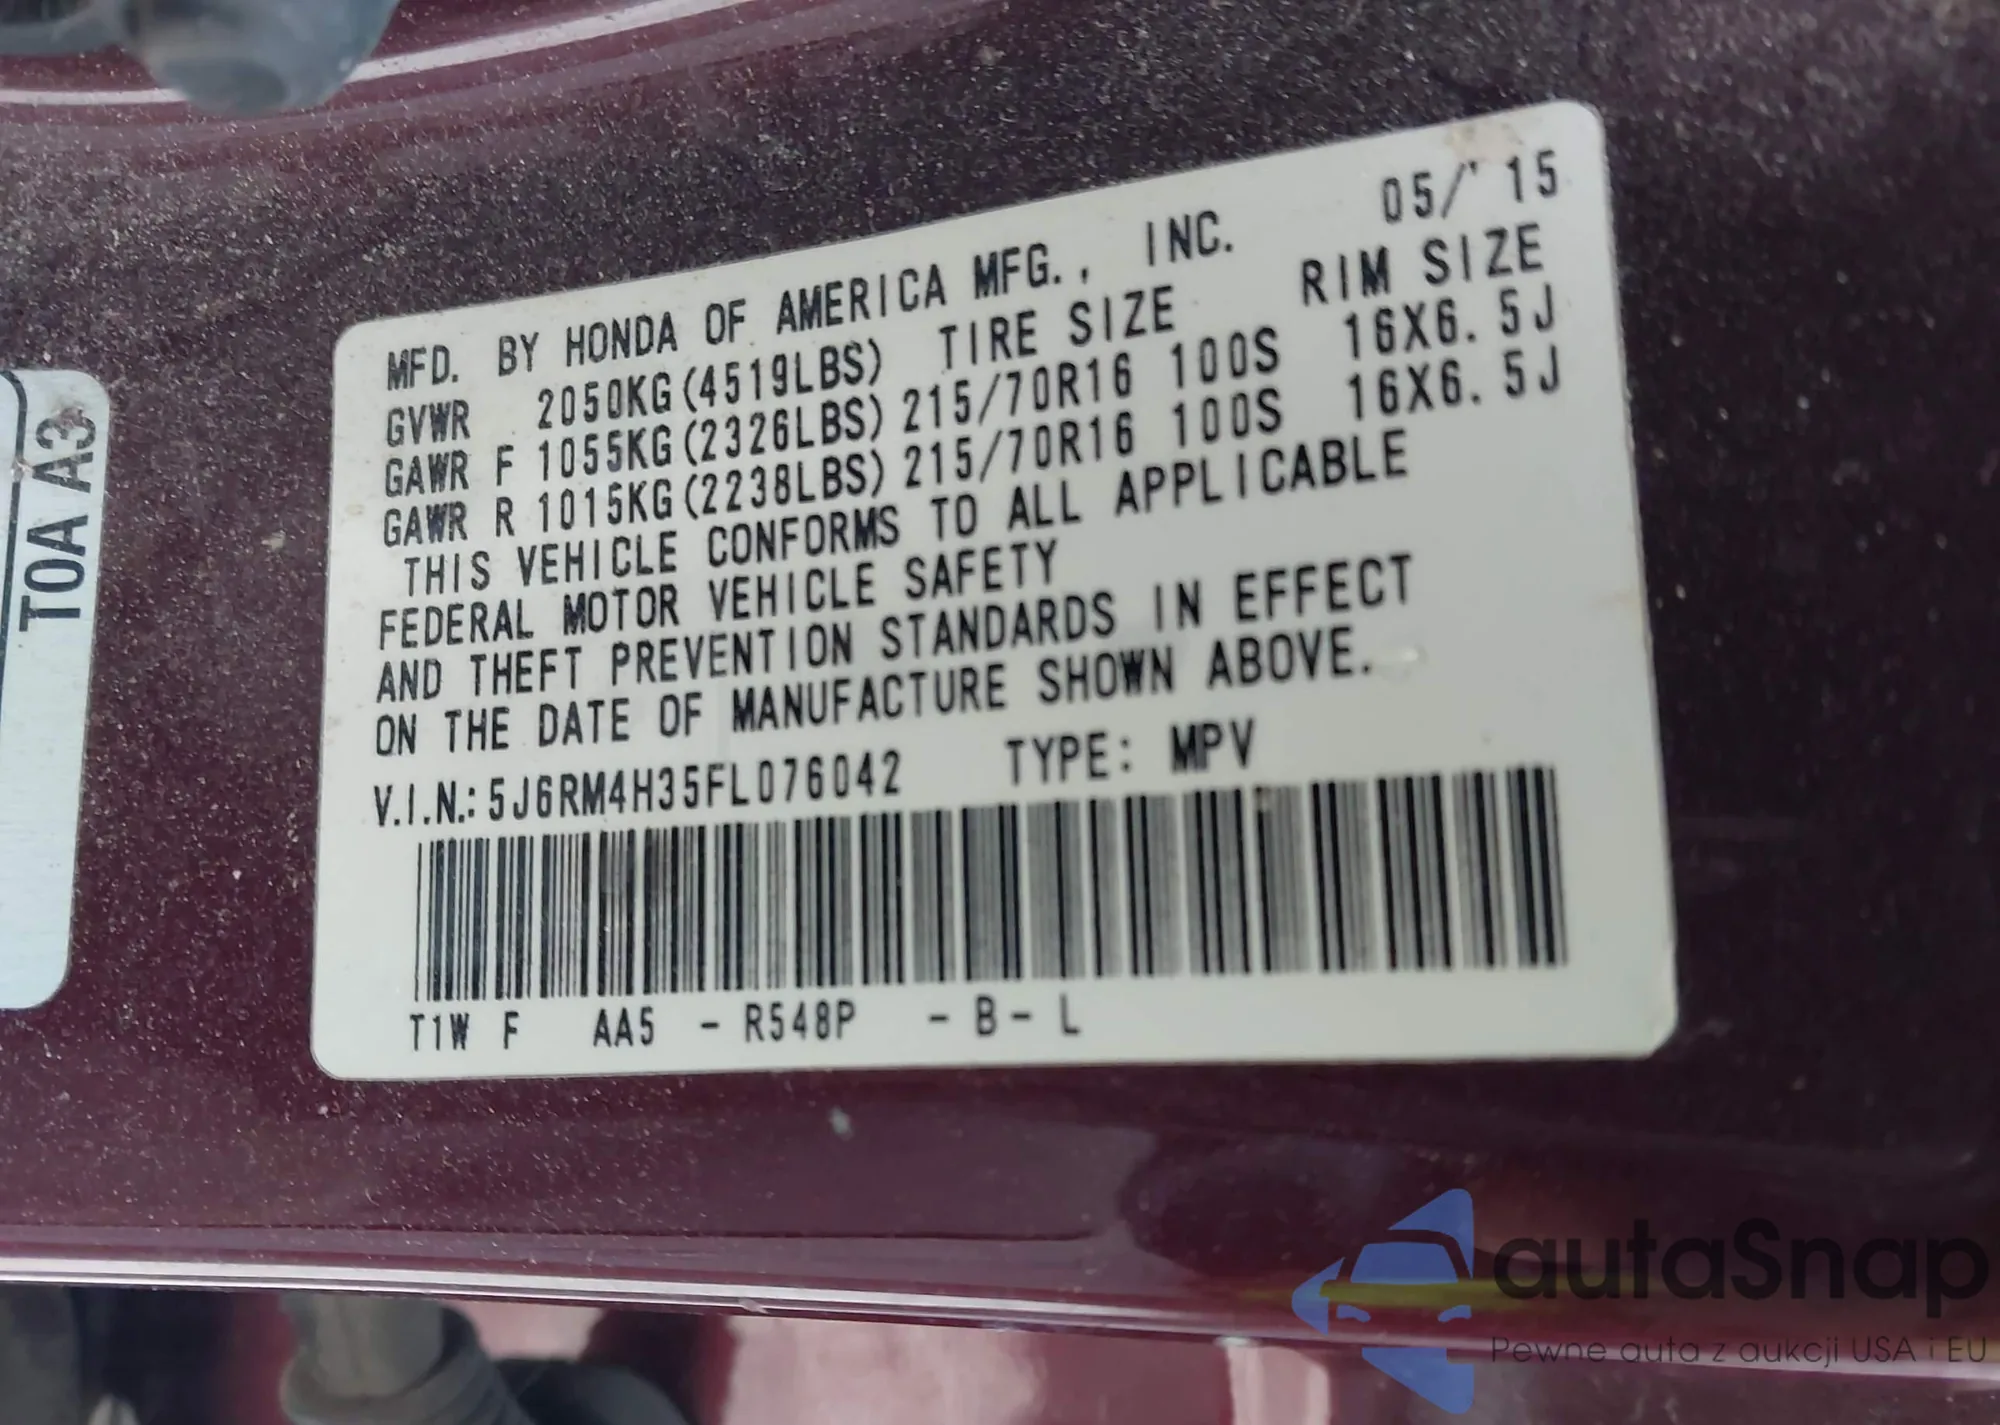 MFD. BY HONDA OF AMERICA MFG., INC. 05/'15
GVWR 2050KG(4519LBS) TIRE SIZE RIM SIZE
GAWR F 1055KG(2326LBS) 215/70R16 100S 16X6.5J
GAWR R 1015KG(2238LBS) 215/70R16 100S 16X6.5J
THIS VEHICLE CONFORMS TO ALL APPLICABLE
FEDERAL MOTOR VEHICLE SAFETY
AND THEFT PREVENTION STANDARDS IN EFFECT
ON THE DATE OF MANUFACTURE SHOWN ABOVE.
V.I.N.: 5J6RM4H35FL076042 TYPE: MPV
T1W F AA5 - R548P - B - L
T0A A3
autaSnap
Pewne auta z aukcji USA i EU